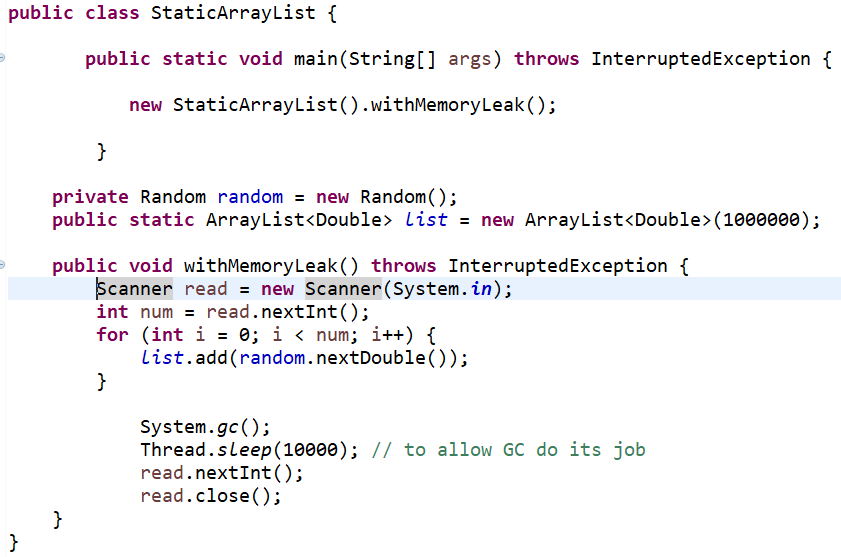 public class StaticArrayList {
public static void main(String[] args) throws InterruptedException {
new StaticArrayList().withMemoryLeak();
}
private Random random = new Random();
public static ArrayList<Double> list = new ArrayList<Double>(1000000);
public void withMemoryLeak() throws InterruptedException {
Scanner read = new Scanner(System.in);
int num = read.nextInt();
for (int i = 0; i < num; i++) {
list.add(random.nextDouble());
}
System.gc();
Thread.sleep(10000); // to allow GC do its job
read.nextInt();
read.close();
}
}